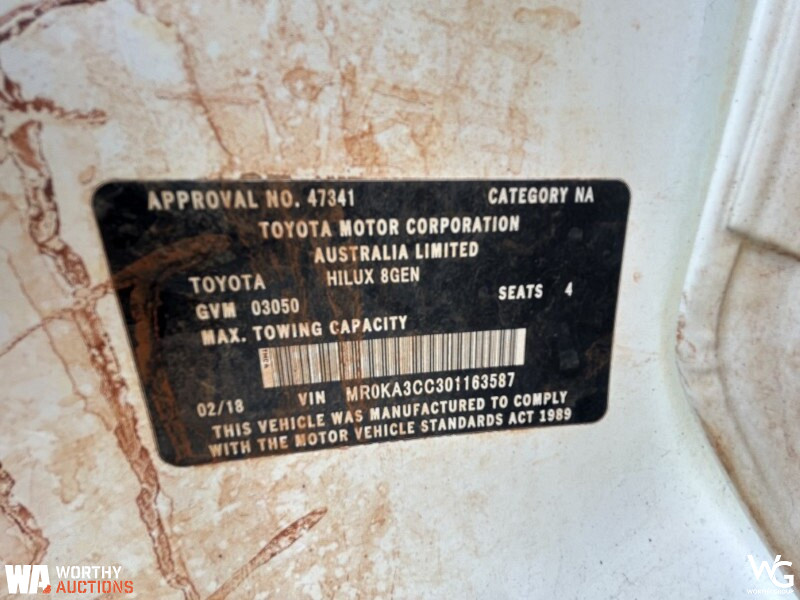 APPROVAL NO. 47341 CATEGORY NA
TOYOTA MOTOR CORPORATION
AUSTRALIA LIMITED
TOYOTA HILUX 8GEN
GVM 03050 SEATS 4
MAX. TOWING CAPACITY
02/18 VIN MR0KA3CC301163587
THIS VEHICLE WAS MANUFACTURED TO COMPLY
WITH THE MOTOR VEHICLE STANDARDS ACT 1989
WA WORTHY AUCTIONS
WG